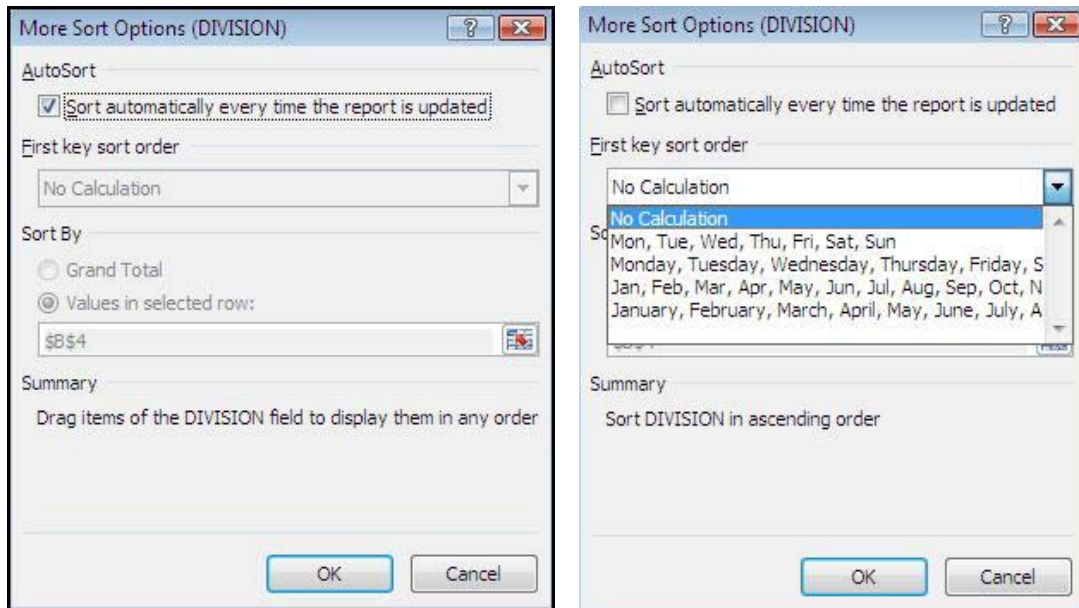 More Sort Options (DIVISION)
AutoSort
Sort automatically every time the report is updated
First key sort order
No Calculation
Sort By
Grand Total
Values in selected row:
$B$4
Summary
Drag items of the DIVISION field to display them in any order
OK
Cancel
More Sort Options (DIVISION)
AutoSort
Sort automatically every time the report is updated
First key sort order
No Calculation
No Calculation
Mon, Tue, Wed, Thu, Fri, Sat, Sun
Monday, Tuesday, Wednesday, Thursday, Friday, S
Jan, Feb, Mar, Apr, May, Jun, Jul, Aug, Sep, Oct, N
January, February, March, April, May, June, July, A
Summary
Sort DIVISION in ascending order
OK
Cancel